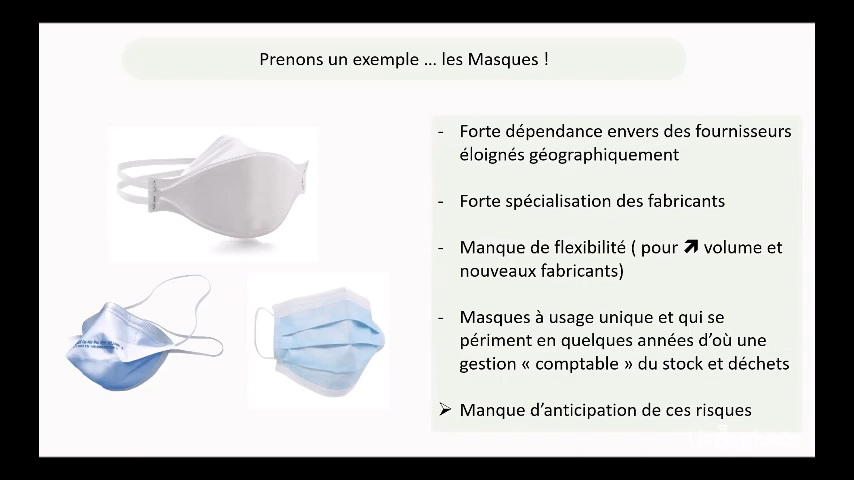 Prenons un exemple ... les Masques !
- Forte dépendance envers des fournisseurs
éloignés géographiquement
- Forte spécialisation des fabricants
- Manque de flexibilité ( pour ↗ volume et
nouveaux fabricants)
- Masques à usage unique et qui se
périment en quelques années d’où une
gestion « comptable » du stock et déchets
➢ Manque d’anticipation de ces risques